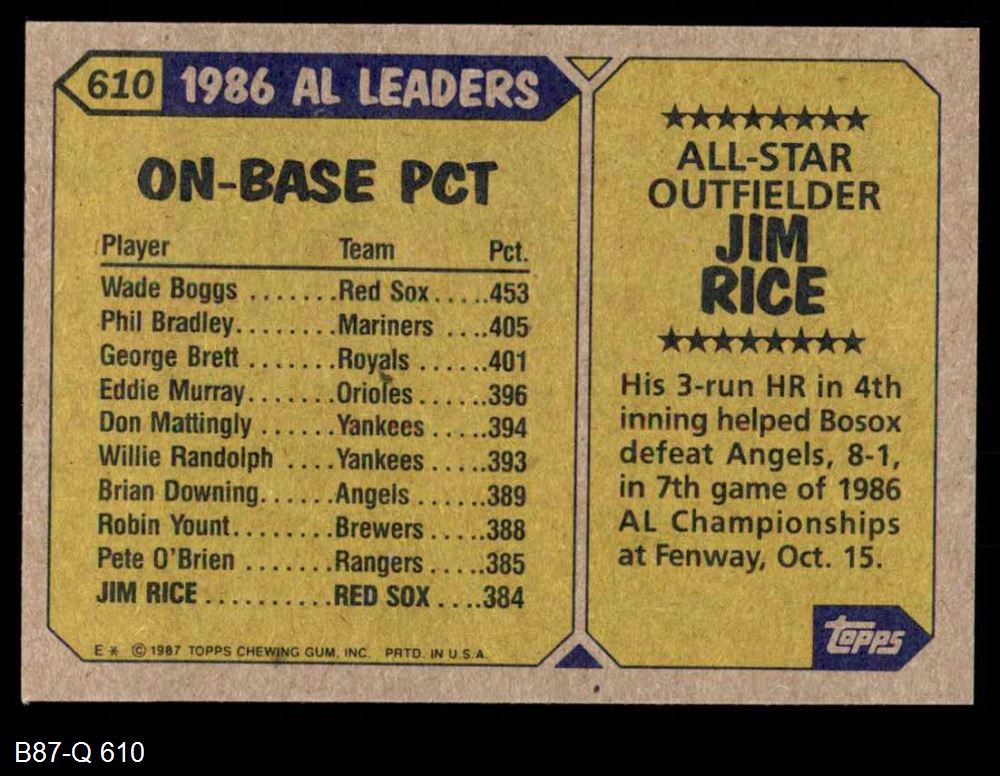 610 1986 AL LEADERS
ON-BASE PCT
Player Team Pct.
Wade Boggs .......Red Sox.....453
Phil Bradley........Mariners ....405
George Brett .......Royals ......401
Eddie Murray.......Orioles......396
Don Mattingly ......Yankees .....394
Willie Randolph ....Yankees.....393
Brian Downing......Angels ......389
Robin Yount........Brewers.....388
Pete O'Brien .......Rangers .....385
JIM RICE..........RED SOX ....384
E * © 1987 TOPPS CHEWING GUM, INC. PRTD. IN U.S.A.
★★★★★★★★
ALL-STAR
OUTFIELDER
JIM
RICE
★★★★★★★★
His 3-run HR in 4th
inning helped Bosox
defeat Angels, 8-1,
in 7th game of 1986
AL Championships
at Fenway, Oct. 15.
topps
B87-Q 610